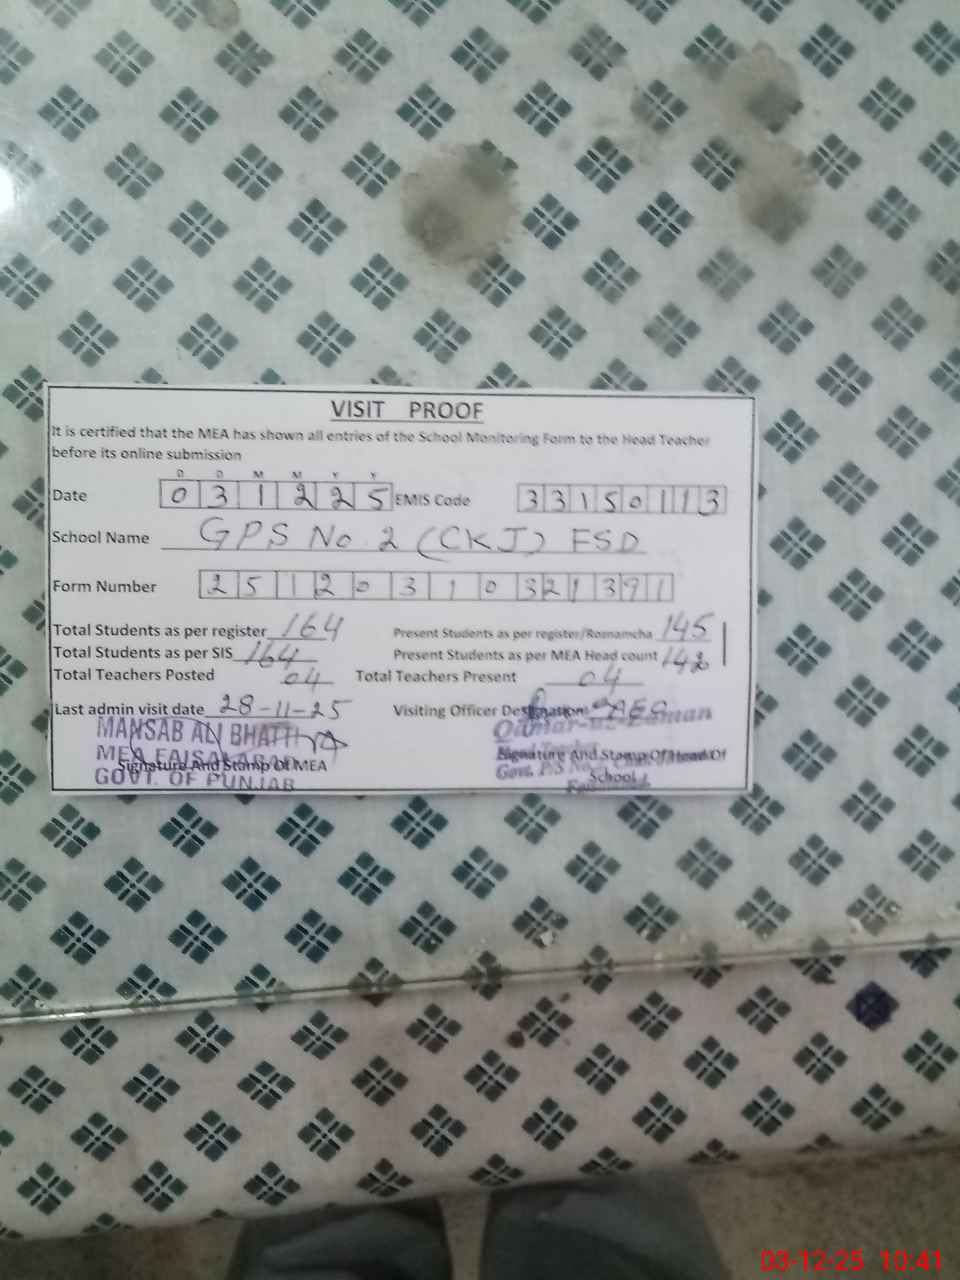 VISIT PROOF
It is certified that the MEA has shown all entries of the School Monitoring Form to the Head Teacher
before its online submission
D D M M Y Y
Date 0 3 1 2 2 5 EMIS Code 3 3 1 5 0 1 1 3
School Name GPS No. 2 (CKJ) FSD
Form Number 2 5 1 2 0 3 1 0 3 2 1 3 9 1
Total Students as per register 164 Present Students as per register/Roznamcha 145
Total Students as per SIS 164 Present Students as per MEA Head count 142
Total Teachers Posted 04 Total Teachers Present 04
Last admin visit date 28-11-25 Visiting Officer Designation AEO
MANSAB ALI BHATTI
MEA FAISALABAD
Signature And Stamp Of MEA Signature And Stamp Of Head Of
GOVT. OF PUNJAB School
03-12-25 10:41